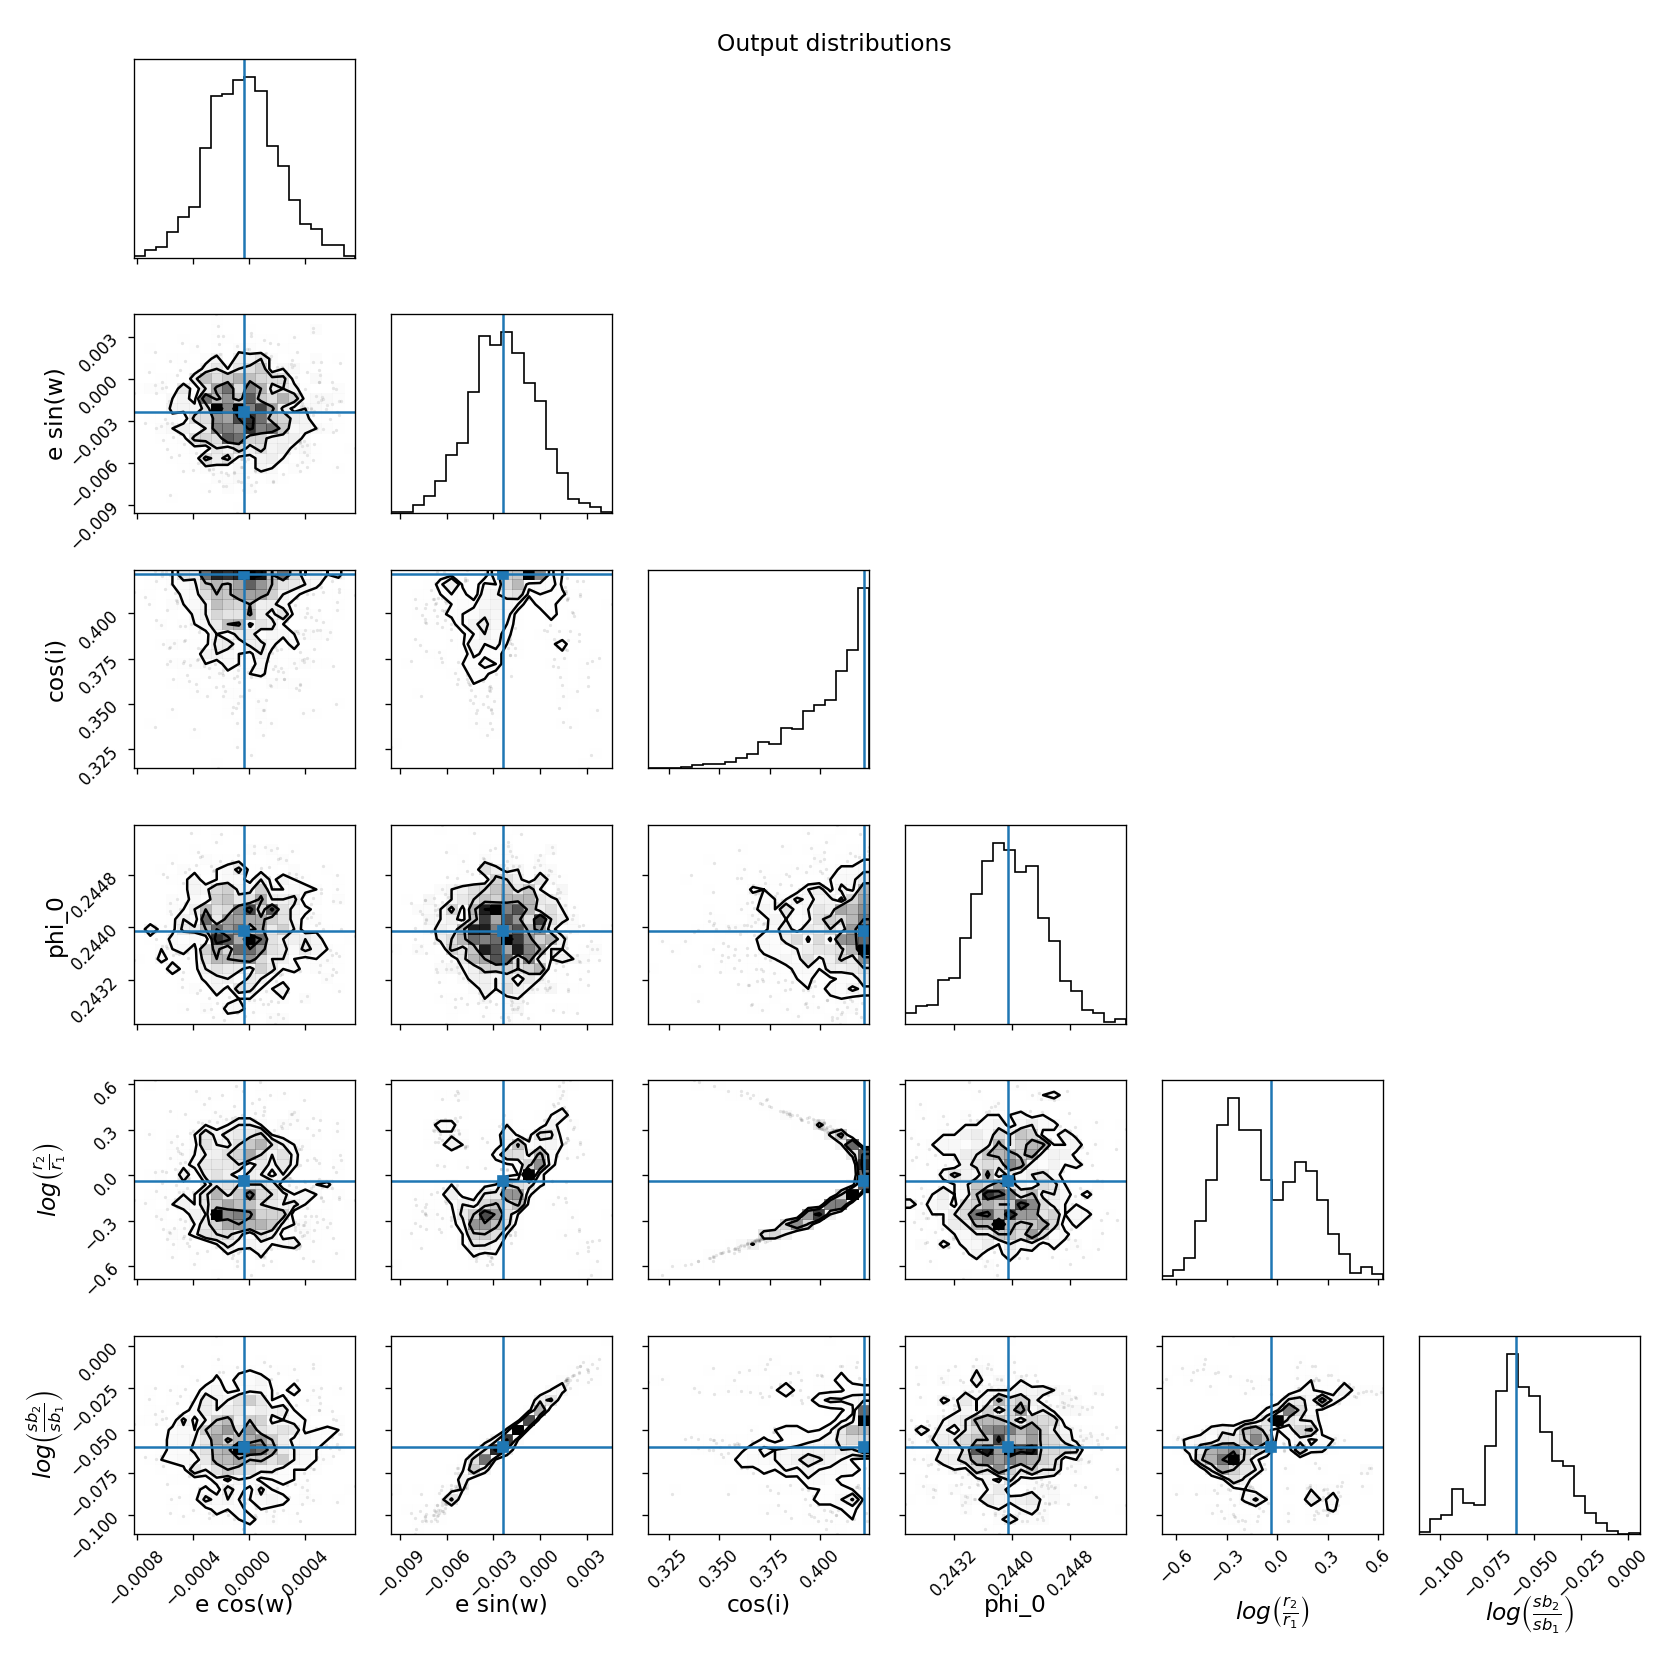 Output distributions
e sin(w)
0.003
0.000
−0.003
−0.006
−0.009
cos(i)
0.400
0.375
0.350
0.325
phi_0
0.2448
0.2440
0.2432
log(r₂/r₁)
0.6
0.3
0.0
−0.3
−0.6
log(sb₂/sb₁)
0.000
−0.025
−0.050
−0.075
−0.100
−0.0008 −0.0004 0.0000 0.0004
−0.009 −0.006 −0.003 0.000 0.003
0.325 0.350 0.375 0.400
0.2432 0.2440 0.2448
−0.6 −0.3 0.0 0.3 0.6
−0.100 −0.075 −0.050 −0.025 0.000
e cos(w)
e sin(w)
cos(i)
phi_0
log(r₂/r₁)
log(sb₂/sb₁)